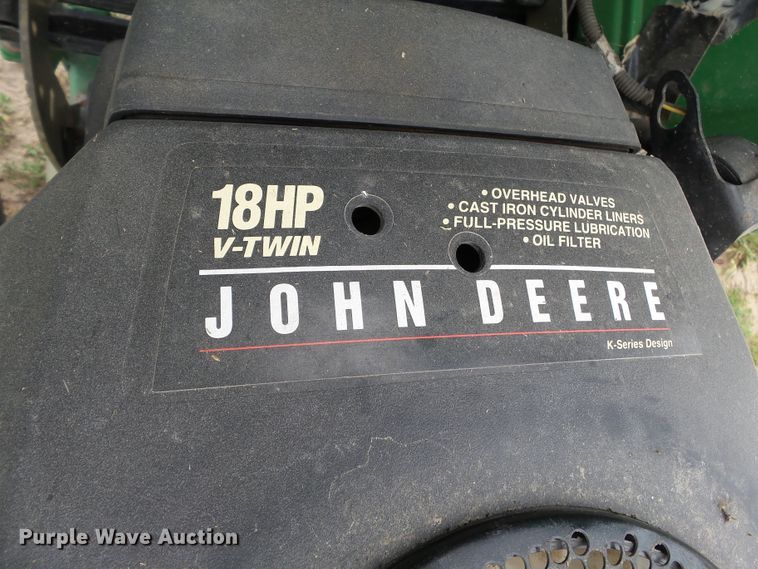 18HP
V-TWIN
• OVERHEAD VALVES
• CAST IRON CYLINDER LINERS
• FULL-PRESSURE LUBRICATION
• OIL FILTER
JOHN DEERE
K-Series Design
Purple Wave Auction®